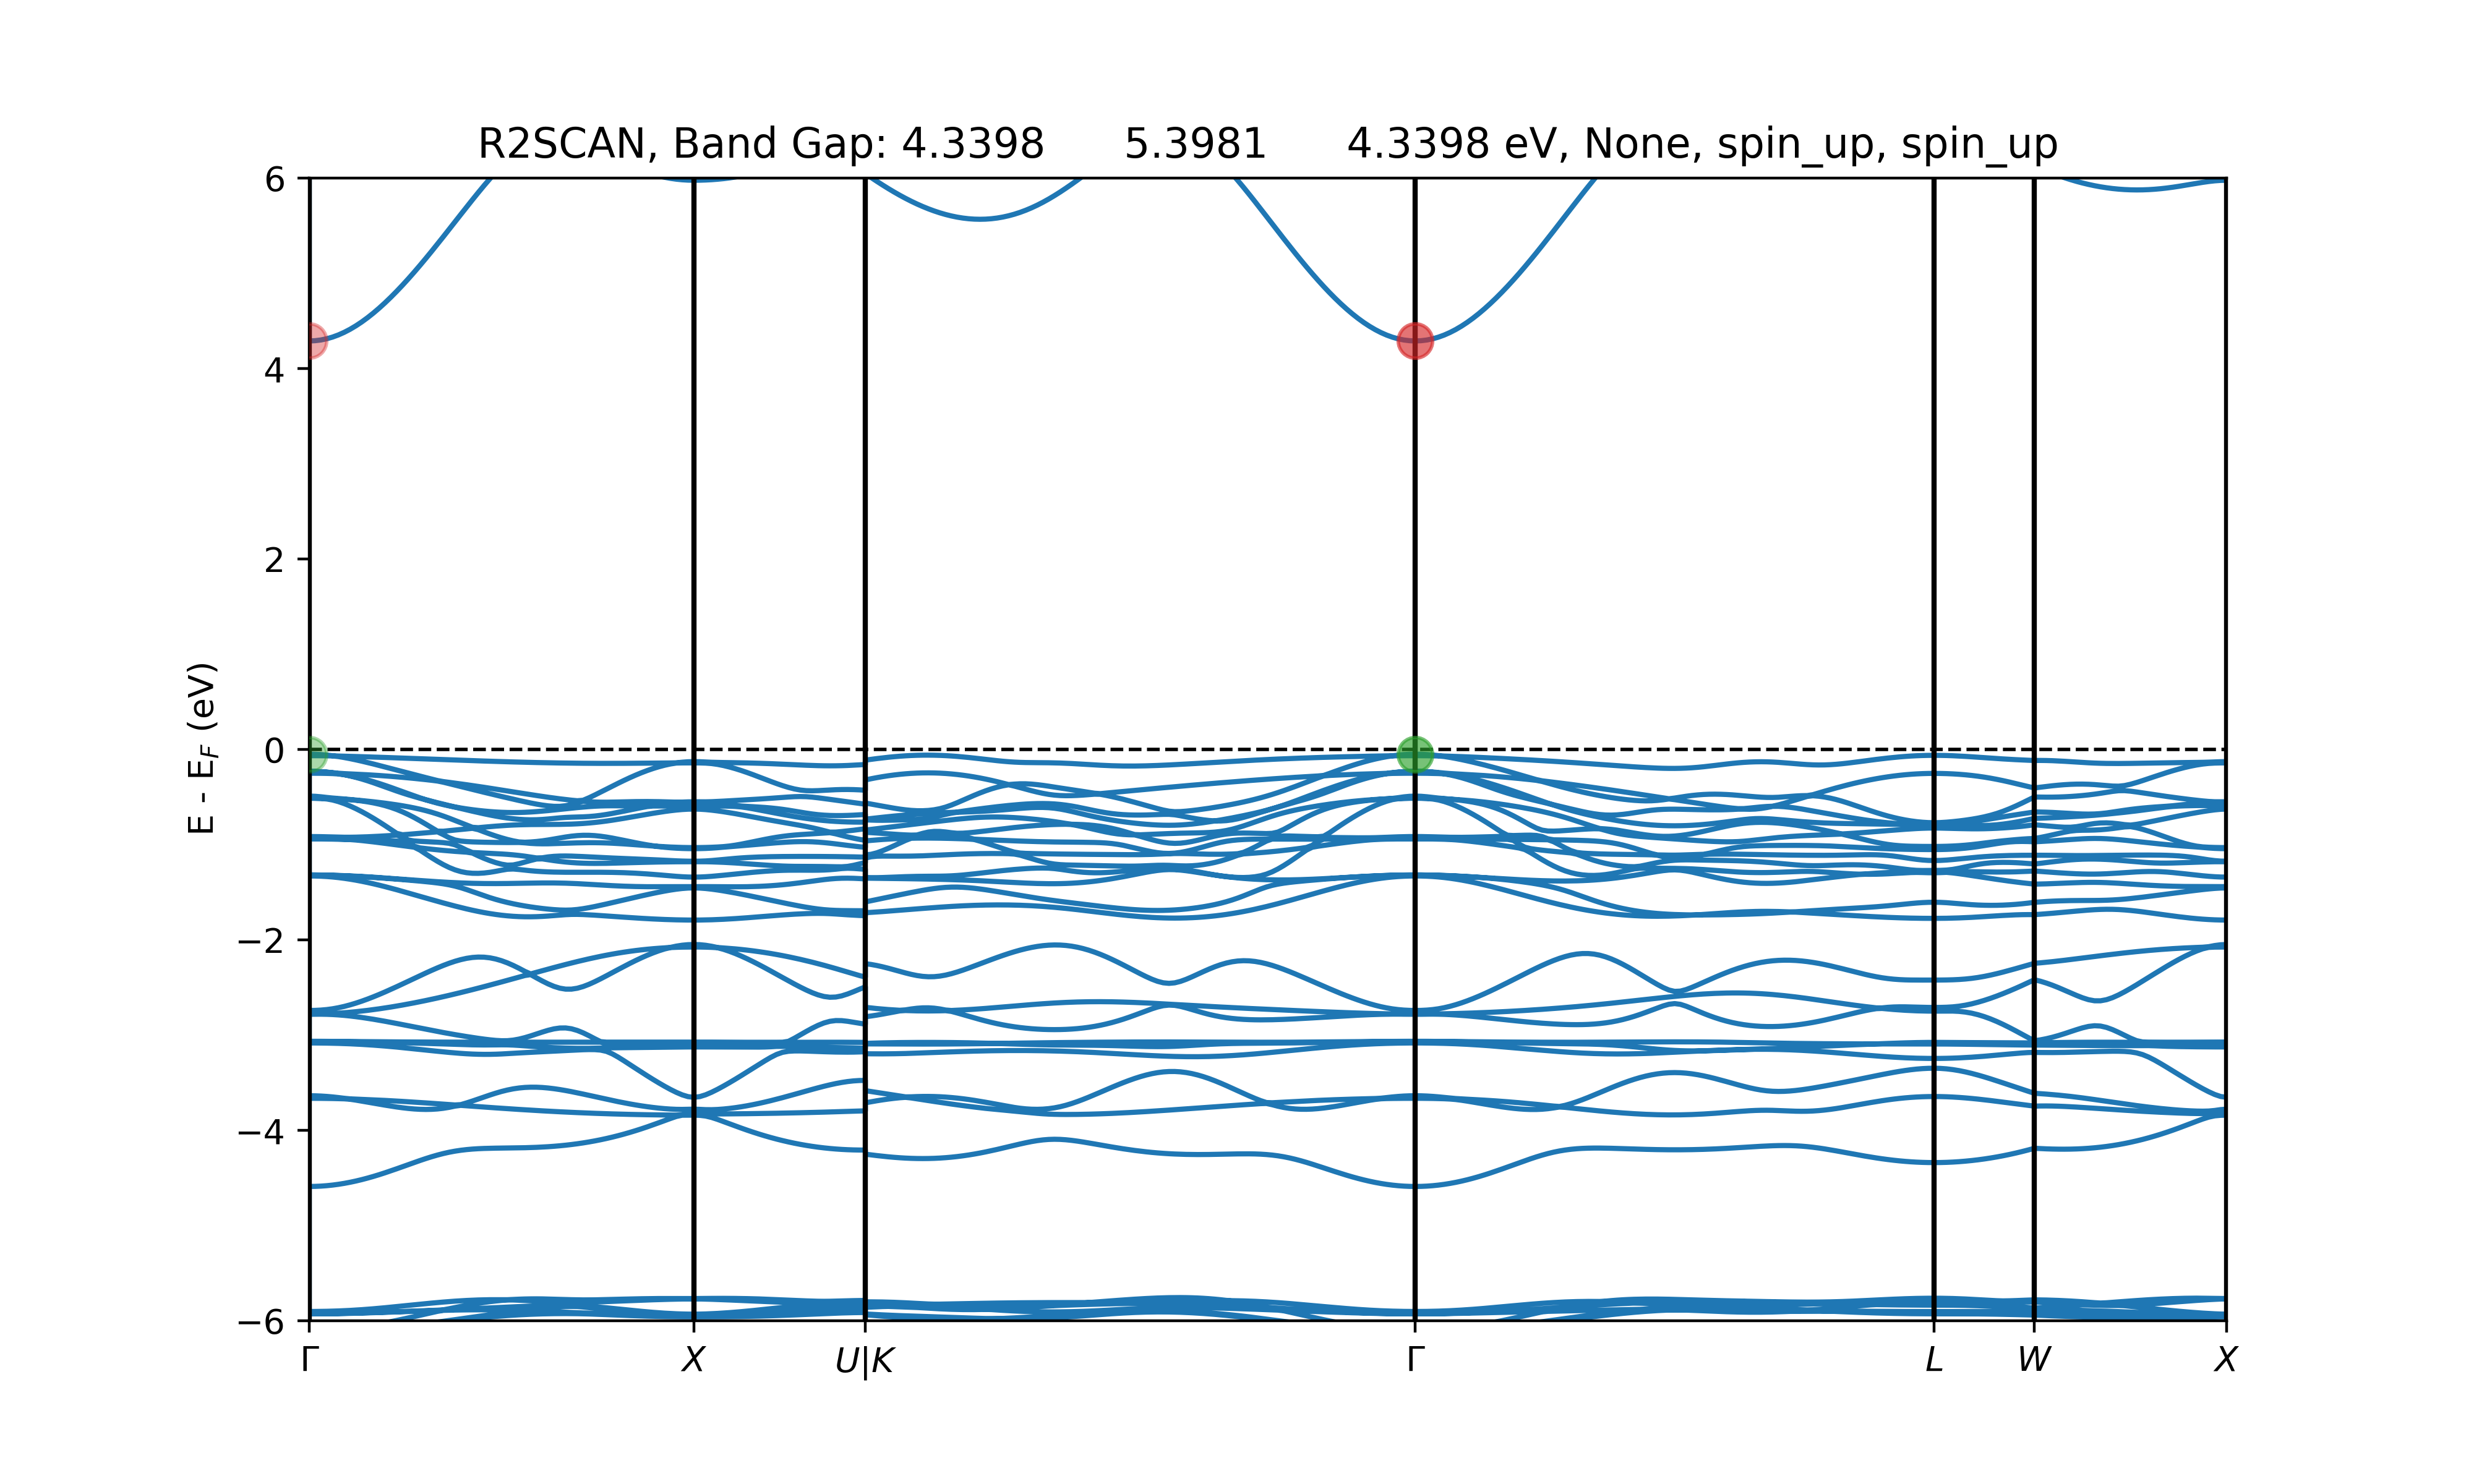 R2SCAN, Band Gap: 4.3398 5.3981 4.3398 eV, None, spin_up, spin_up
6
4
2
0
−2
−4
−6
E - E_F (eV)
Γ X U|K Γ L W X